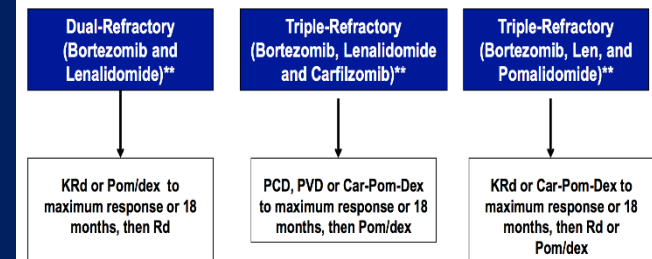 Dual-Refractory
(Bortezomib and
Lenalidomide)**
Triple-Refractory
(Bortezomib, Lenalidomide
and Carfilzomib)**
Triple-Refractory
(Bortezomib, Len, and
Pomalidomide)**
KRd or Pom/dex to
maximum response or 18
months, then Rd
PCD, PVD or Car-Pom-Dex
to maximum response or 18
months, then Pom/dex
KRd or Car-Pom-Dex to
maximum response or 18
months, then Rd or
Pom/dex